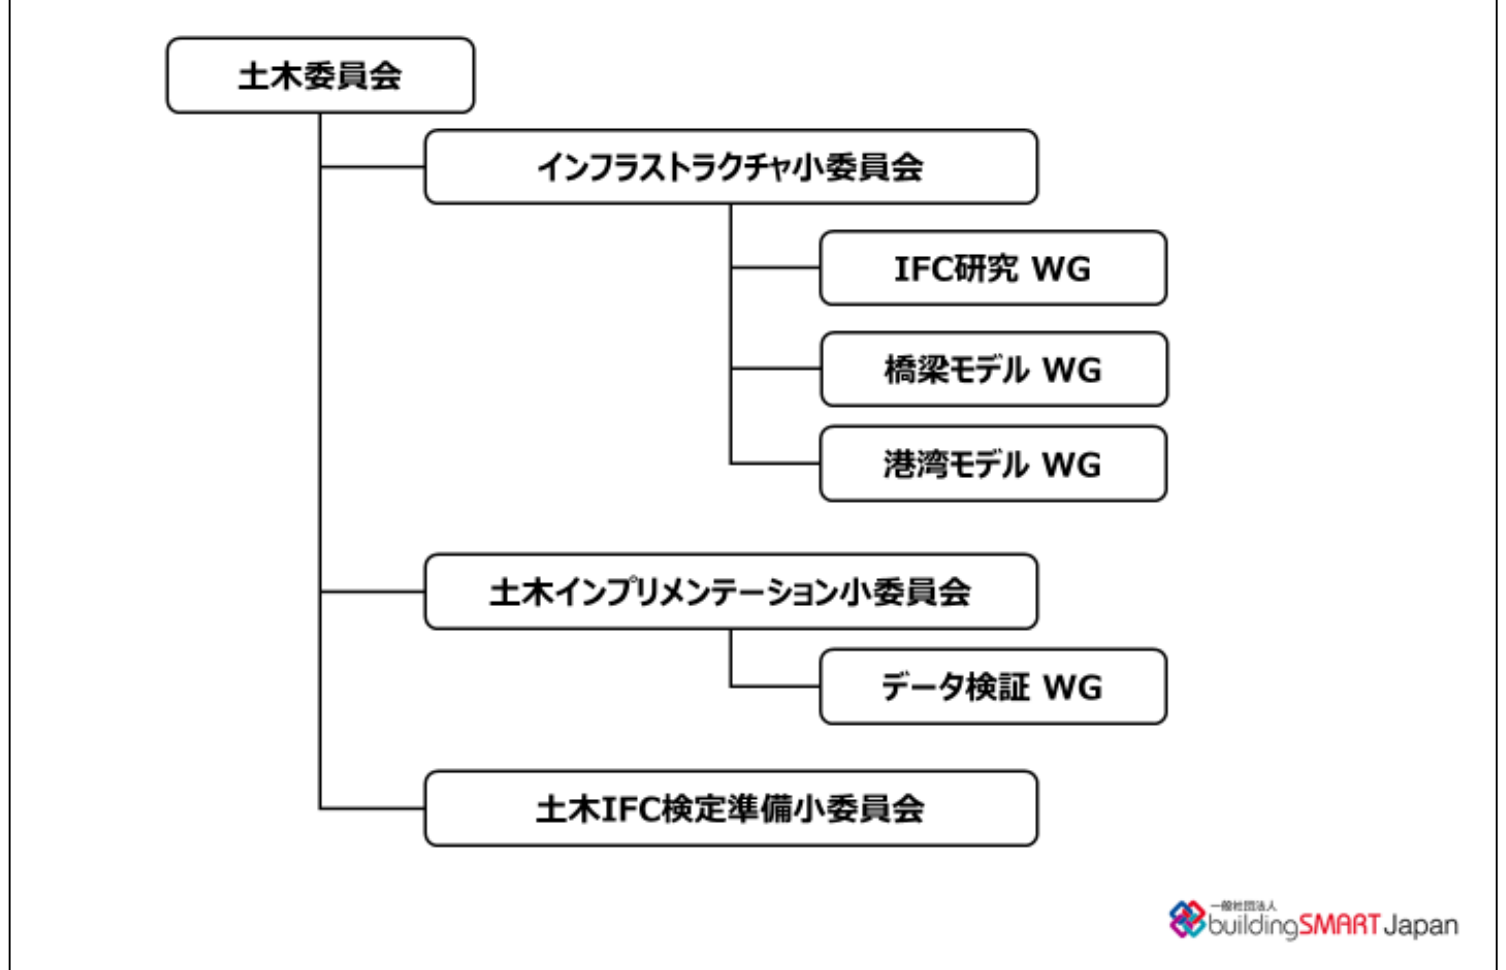 土木委員会
インフラストラクチャ小委員会
IFC研究 WG
橋梁モデル WG
港湾モデル WG
土木インプリメンテーション小委員会
データ検証 WG
土木IFC検定準備小委員会
一般社団法人
buildingSMART Japan